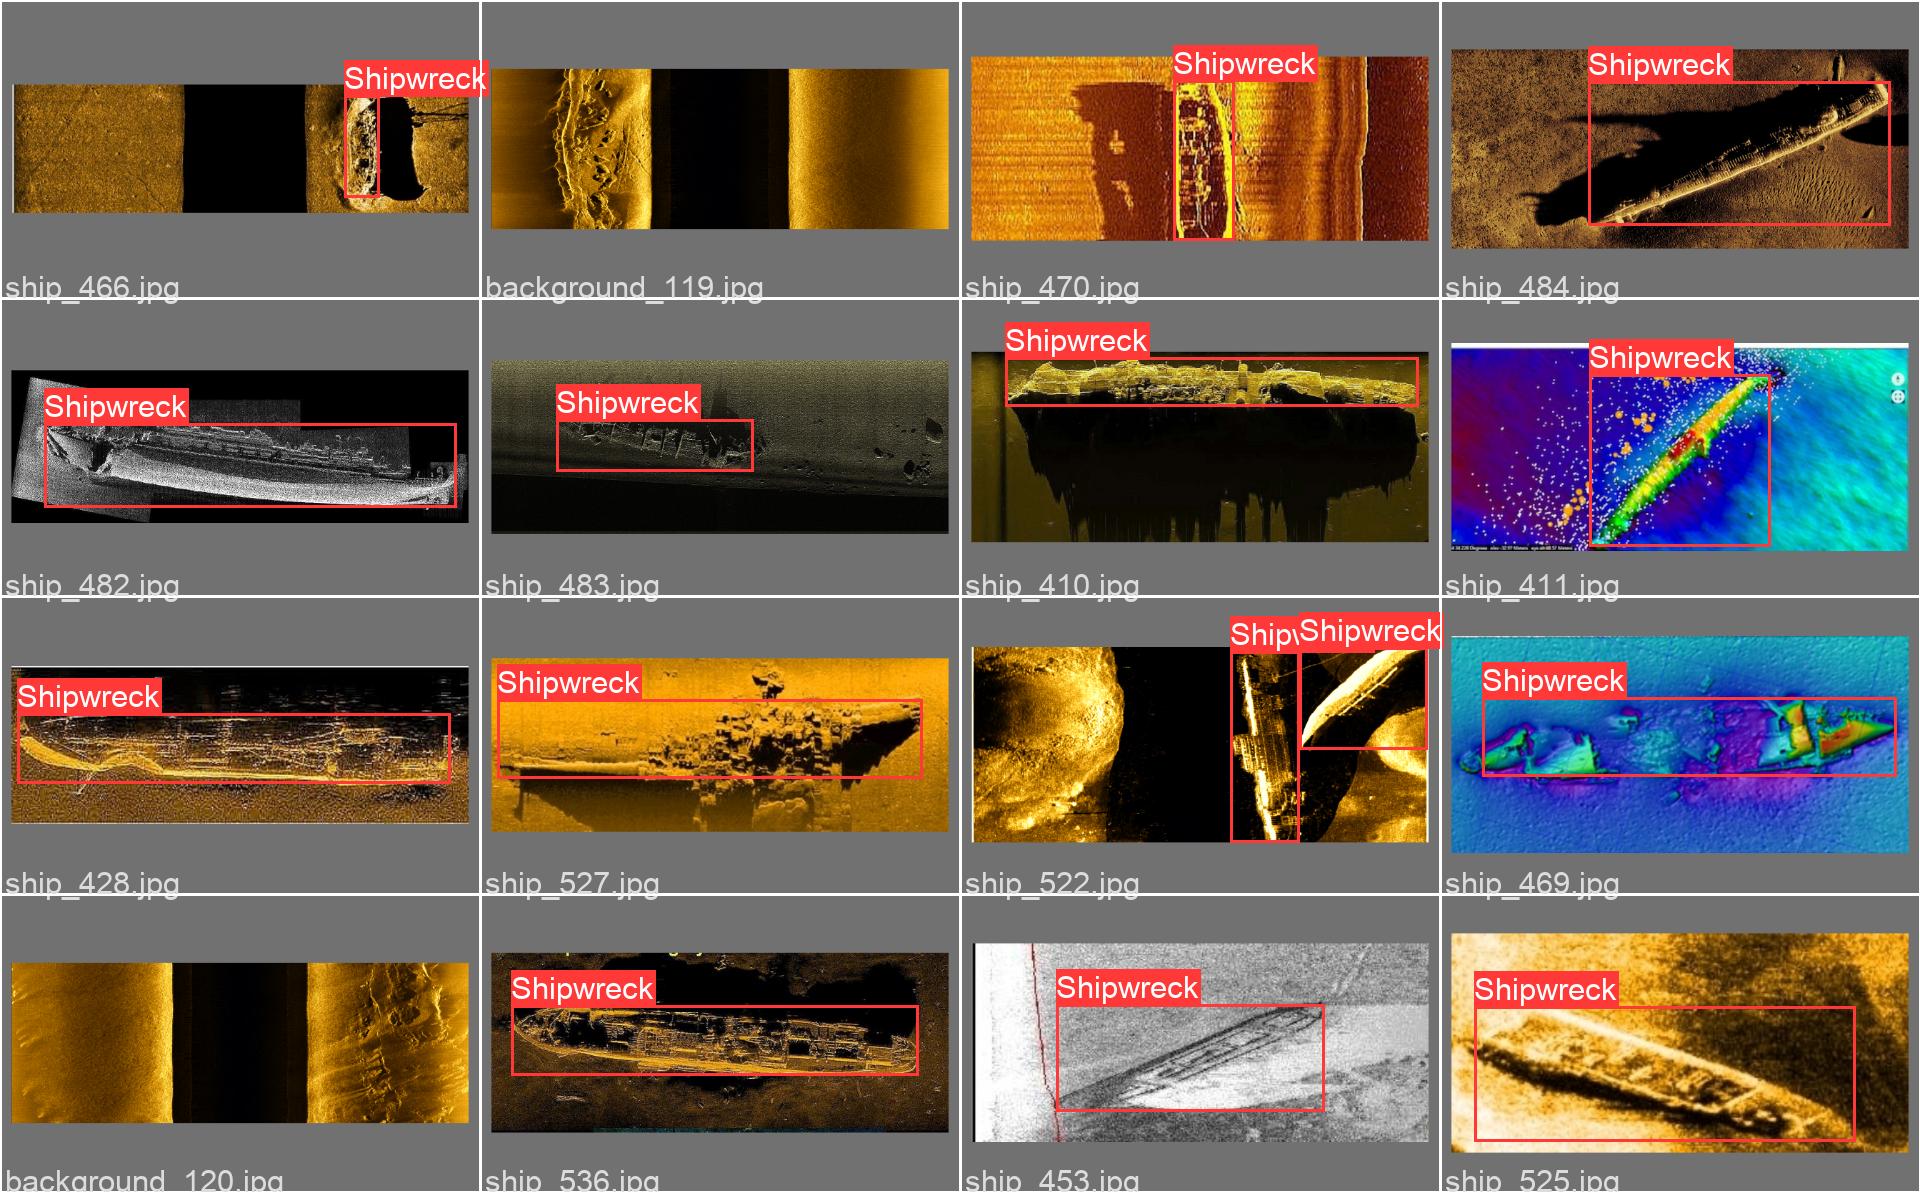 Shipwreck
ship_466.jpg
background_119.jpg
Shipwreck
ship_470.jpg
Shipwreck
ship_484.jpg
Shipwreck
ship_482.jpg
Shipwreck
ship_483.jpg
Shipwreck
ship_410.jpg
Shipwreck
ship_411.jpg
Shipwreck
ship_428.jpg
Shipwreck
ship_527.jpg
Ship
Shipwreck
ship_522.jpg
Shipwreck
ship_469.jpg
background_120.jpg
Shipwreck
ship_536.jpg
Shipwreck
ship_453.jpg
Shipwreck
ship_525.jpg